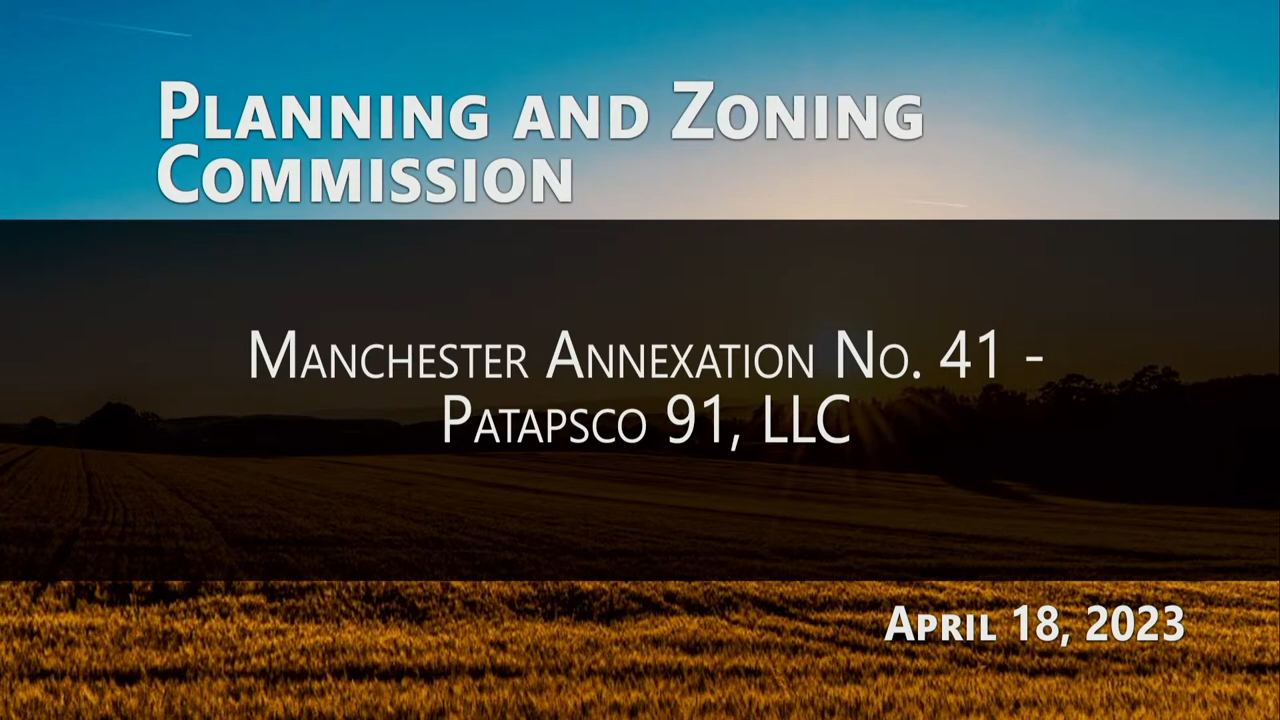 Planning and Zoning
Commission
Manchester Annexation No. 41 -
Patapsco 91, LLC
April 18, 2023